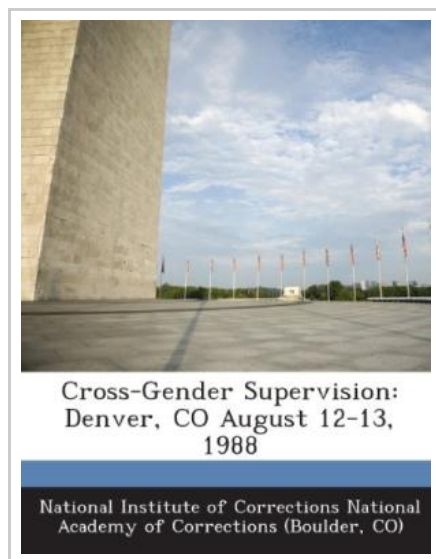 Cross-Gender Supervision:
Denver, CO August 12-13,
1988
National Institute of Corrections National
Academy of Corrections (Boulder, CO)